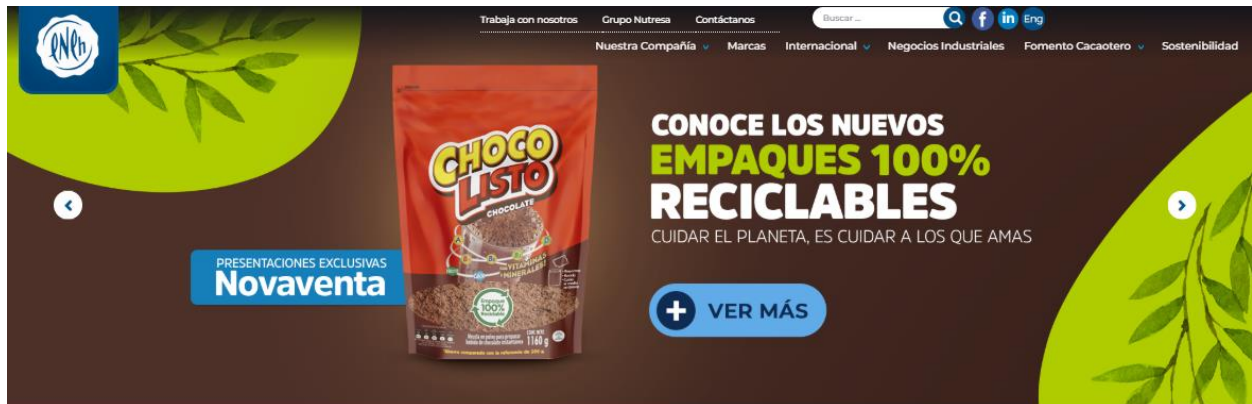 Trabaja con nosotros Grupo Nutresa Contáctanos Buscar ... Eng
Nuestra Compañía Marcas Internacional Negocios Industriales Fomento Cacaotero Sostenibilidad
CONOCE LOS NUEVOS
EMPAQUES 100%
RECICLABLES
CUIDAR EL PLANETA, ES CUIDAR A LOS QUE AMAS
VER MÁS
PRESENTACIONES EXCLUSIVAS
Novaventa
CHOCO
LISTO
CHOCOLATE
VITAMINAS
MINERALES
Empaque
100%
Reciclable
1160 g